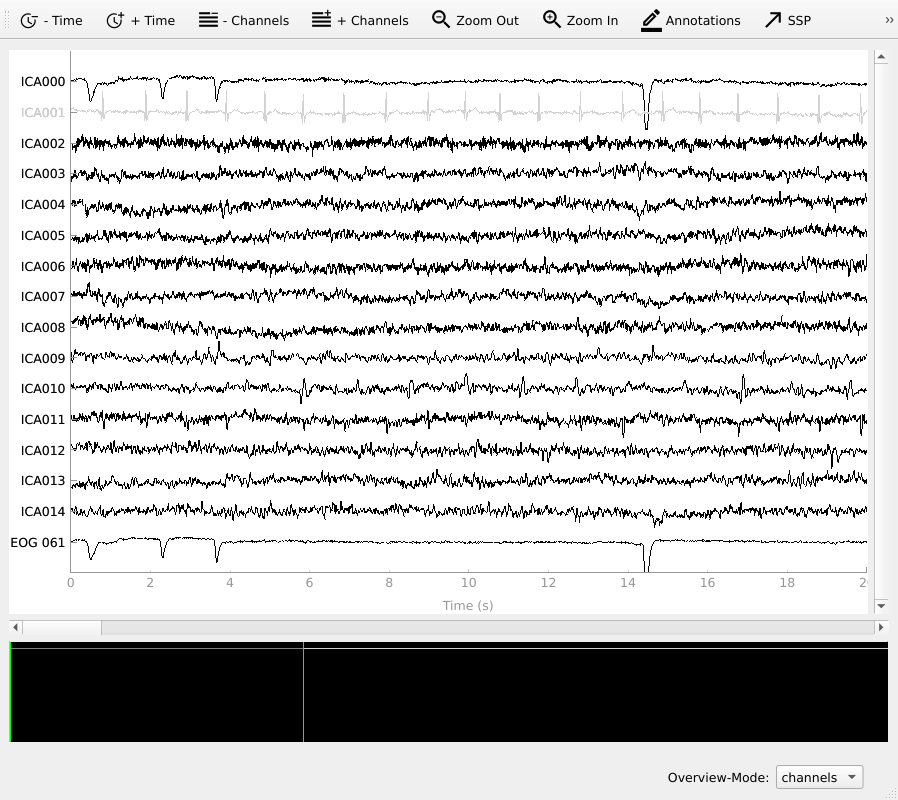 - Time + Time - Channels + Channels Zoom Out Zoom In Annotations SSP »
ICA000
ICA001
ICA002
ICA003
ICA004
ICA005
ICA006
ICA007
ICA008
ICA009
ICA010
ICA011
ICA012
ICA013
ICA014
EOG 061
0 2 4 6 8 10 12 14 16 18 2
Time (s)
Overview-Mode: channels